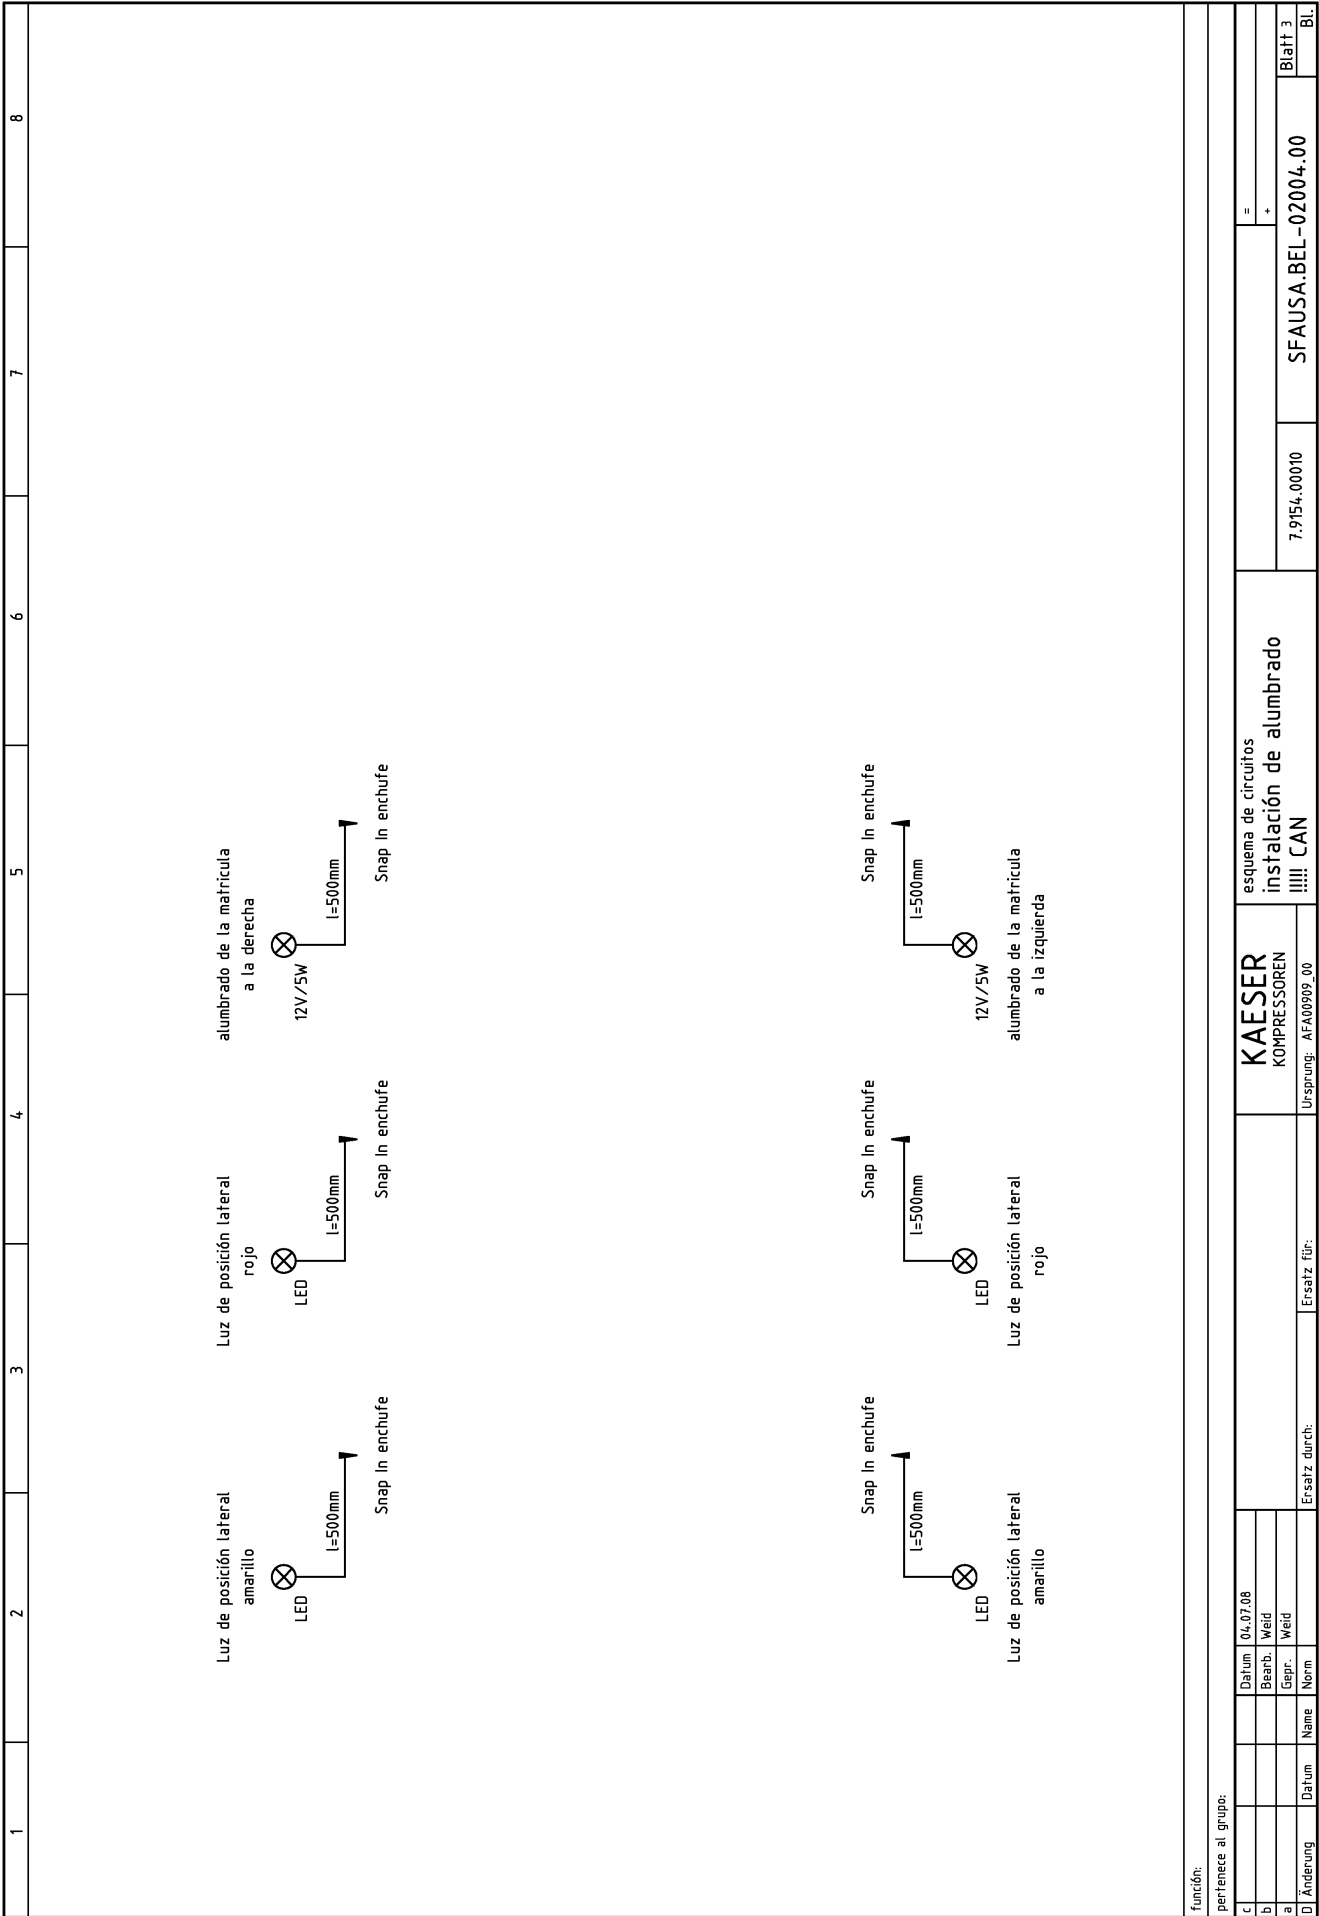 1 2 3 4 5 6 7 8
Luz de posición lateral
amarillo
LED
l=500mm
Snap In enchufe
Luz de posición lateral
rojo
LED
l=500mm
Snap In enchufe
alumbrado de la matricula
a la derecha
12V/5W
l=500mm
Snap In enchufe
Snap In enchufe
l=500mm
LED
Luz de posición lateral
amarillo
Snap In enchufe
l=500mm
LED
Luz de posición lateral
rojo
Snap In enchufe
l=500mm
12V/5W
alumbrado de la matricula
a la izquierda
función:
pertenece al grupo:
c
b
a
D Änderung Datum Name Norm
Datum 04.07.08
Bearb. Weid
Gepr. Weid
Ersatz durch:
Ersatz für:
KAESER
KOMPRESSOREN
Ursprung: AFA00909_00
esquema de circuitos
instalación de alumbrado
!!!!! CAN
=
+
7.9154.00010
SFAUSA.BEL-02004.00
Blatt 3
Bl.